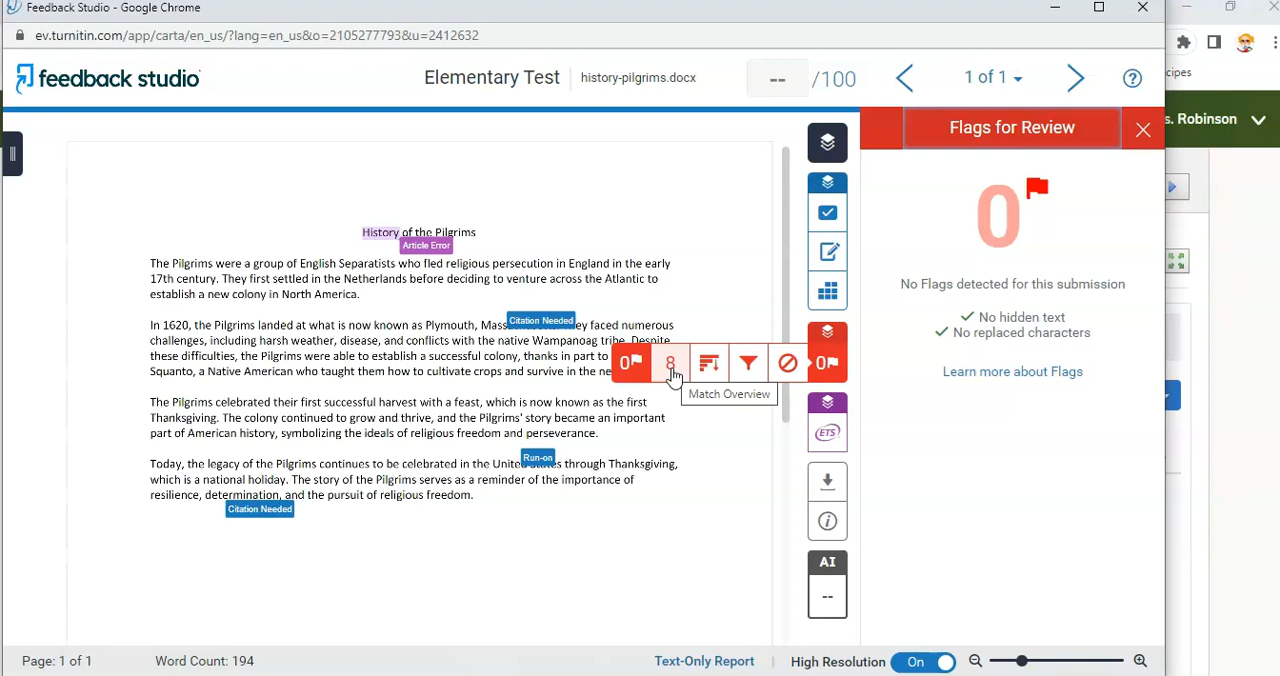 Feedback Studio - Google Chrome
ev.turnitin.com/app/carta/en_us/?lang=en_us&o=2105277793&u=2412632
cipes
feedback studio
Elementary Test
history-pilgrims.docx
-- /100
1 of 1
?
s. Robinson
Flags for Review
History of the Pilgrims
Article Error
The Pilgrims were a group of English Separatists who fled religious persecution in England in the early
17th century. They first settled in the Netherlands before deciding to venture across the Atlantic to
establish a new colony in North America.
Citation Needed
In 1620, the Pilgrims landed at what is now known as Plymouth, Mass ey faced numerous
challenges, including harsh weather, disease, and conflicts with the native Wampanoag tribe. Despite
these difficulties, the Pilgrims were able to establish a successful colony, thanks in part to
Squanto, a Native American who taught them how to cultivate crops and survive in the ne
0
8
0
Match Overview
The Pilgrims celebrated their first successful harvest with a feast, which is now known as the first
Thanksgiving. The colony continued to grow and thrive, and the Pilgrims' story became an important
part of American history, symbolizing the ideals of religious freedom and perseverance.
Run-on
Today, the legacy of the Pilgrims continues to be celebrated in the United States through Thanksgiving,
which is a national holiday. The story of the Pilgrims serves as a reminder of the importance of
resilience, determination, and the pursuit of religious freedom.
Citation Needed
ETS
AI
--
0
No Flags detected for this submission
No hidden text
No replaced characters
Learn more about Flags
Page: 1 of 1
Word Count: 194
Text-Only Report
High Resolution
On